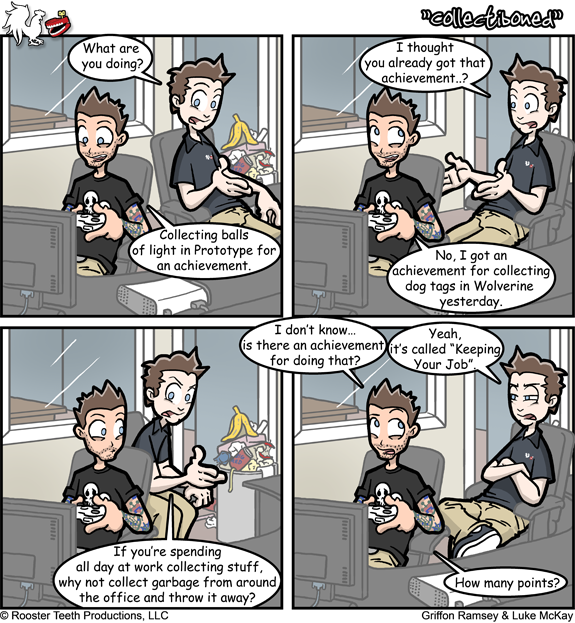 "collectiboned"
What are
you doing?
Collecting balls
of light in Prototype for
an achievement.
I thought
you already got that
achievement..?
No, I got an
achievement for collecting
dog tags in Wolverine
yesterday.
If you're spending
all day at work collecting stuff,
why not collect garbage from around
the office and throw it away?
I don't know...
is there an achievement
for doing that?
Yeah,
it's called "Keeping
Your Job".
How many points?
© Rooster Teeth Productions, LLC
Griffon Ramsey & Luke McKay